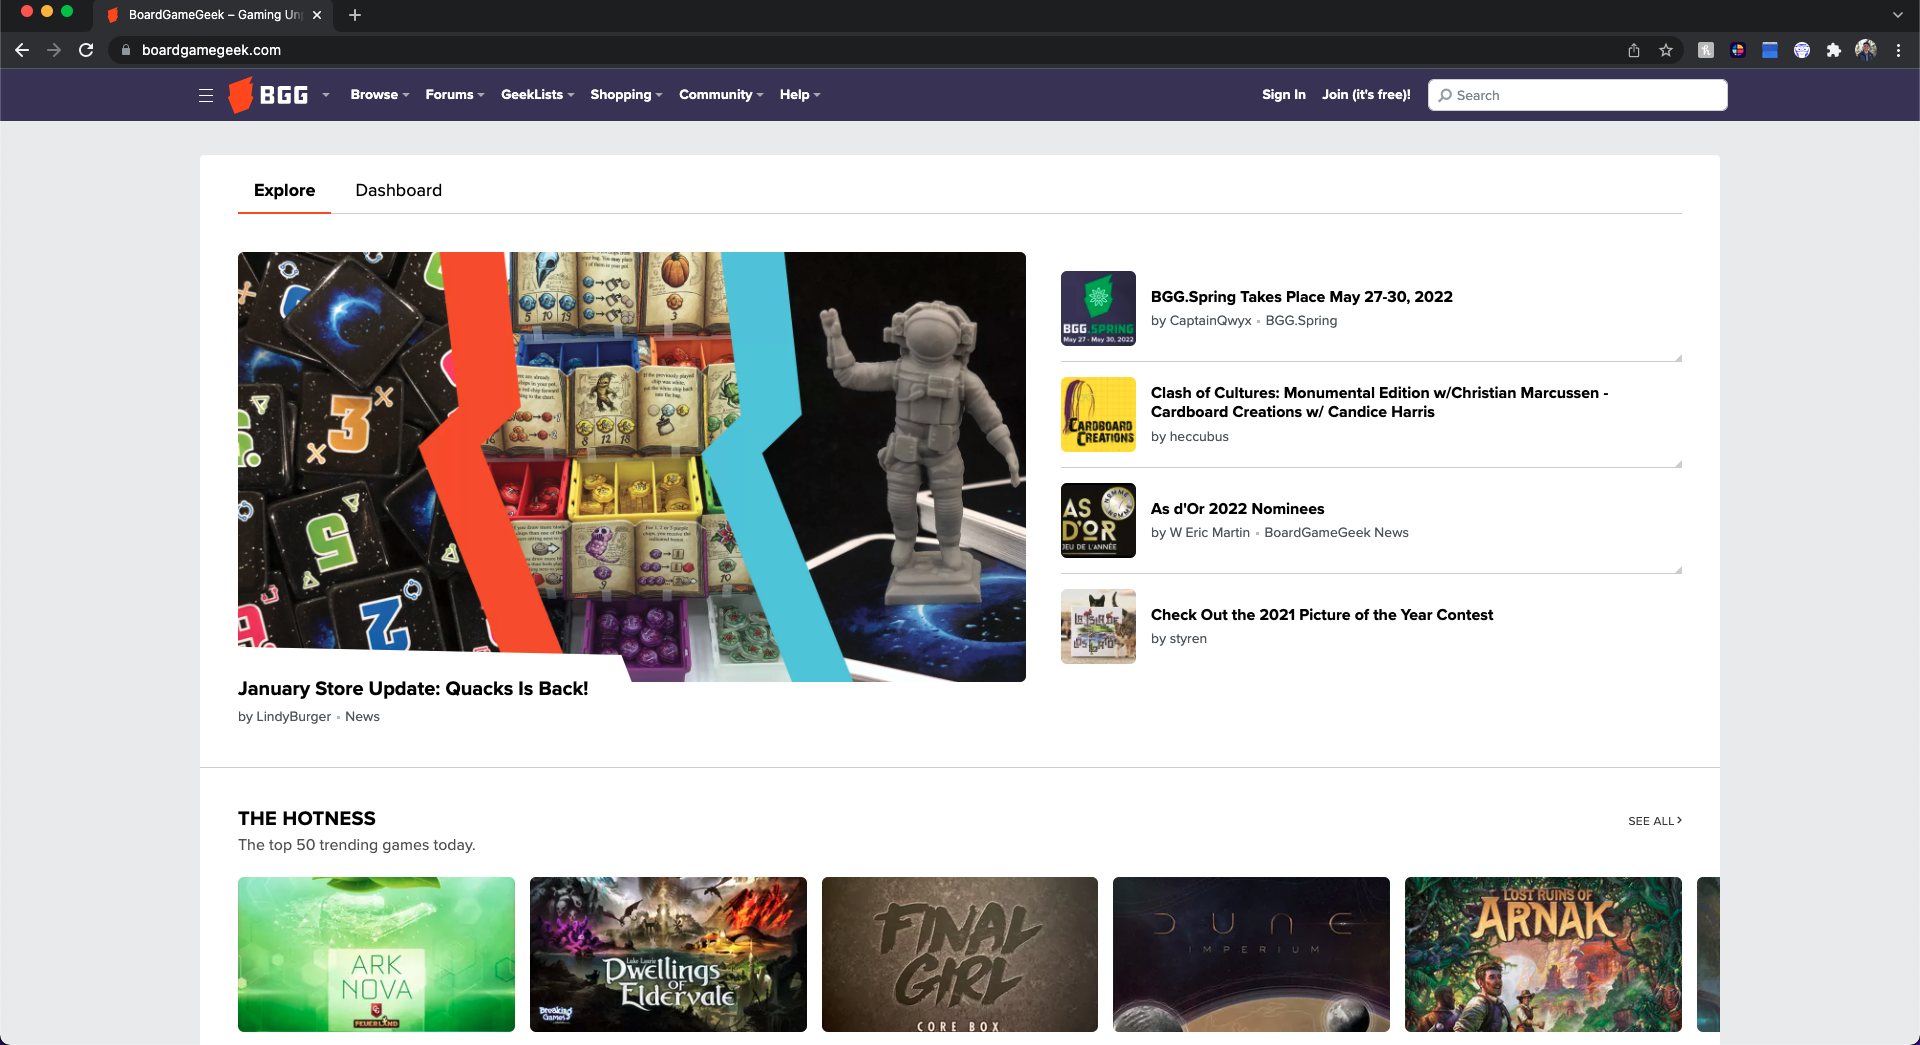 BoardGameGeek – Gaming Un
boardgamegeek.com
BGG
Browse
Forums
GeekLists
Shopping
Community
Help
Sign In
Join (it's free)!
Search
Explore
Dashboard
January Store Update: Quacks Is Back!
by LindyBurger • News
BGG.SPRING
May 27 - May 30, 2022
BGG.Spring Takes Place May 27-30, 2022
by CaptainQwyx • BGG.Spring
CARDBOARD
CREATIONS
Clash of Cultures: Monumental Edition w/Christian Marcussen -
Cardboard Creations w/ Candice Harris
by heccubus
AS
D'OR
JEU DE L'ANNÉE
As d'Or 2022 Nominees
by W Eric Martin • BoardGameGeek News
Check Out the 2021 Picture of the Year Contest
by styren
THE HOTNESS
The top 50 trending games today.
SEE ALL >
ARK
NOVA
FEUERLAND
Luke Laurie
Dwellings
OF
Eldervale
Breaking
Games
FINAL
GIRL
CORE BOX
DUNE
IMPERIUM
LOST RUINS OF
ARNAK